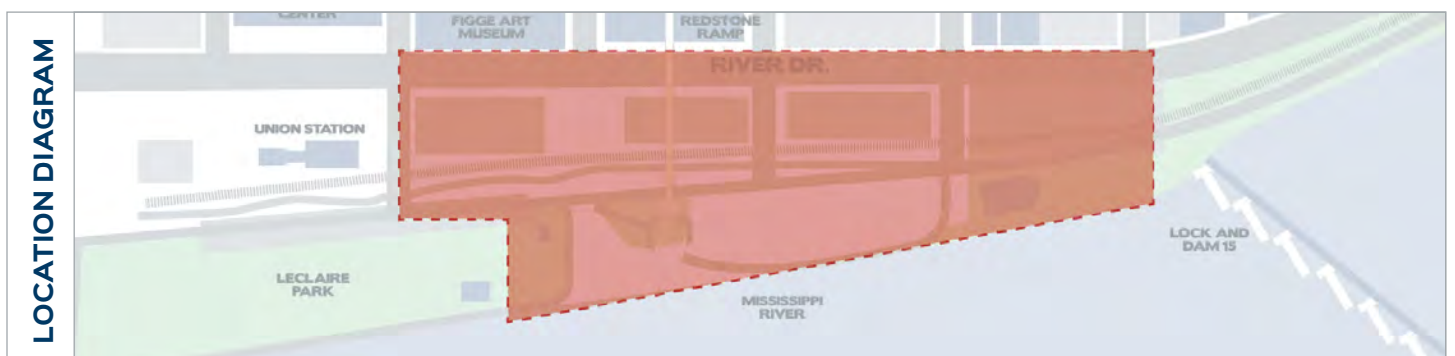 LOCATION DIAGRAM
CENTER
FIGGE ART
MUSEUM
REDSTONE
RAMP
RIVER DR.
UNION STATION
LECLAIRE
PARK
MISSISSIPPI
RIVER
LOCK AND
DAM 15